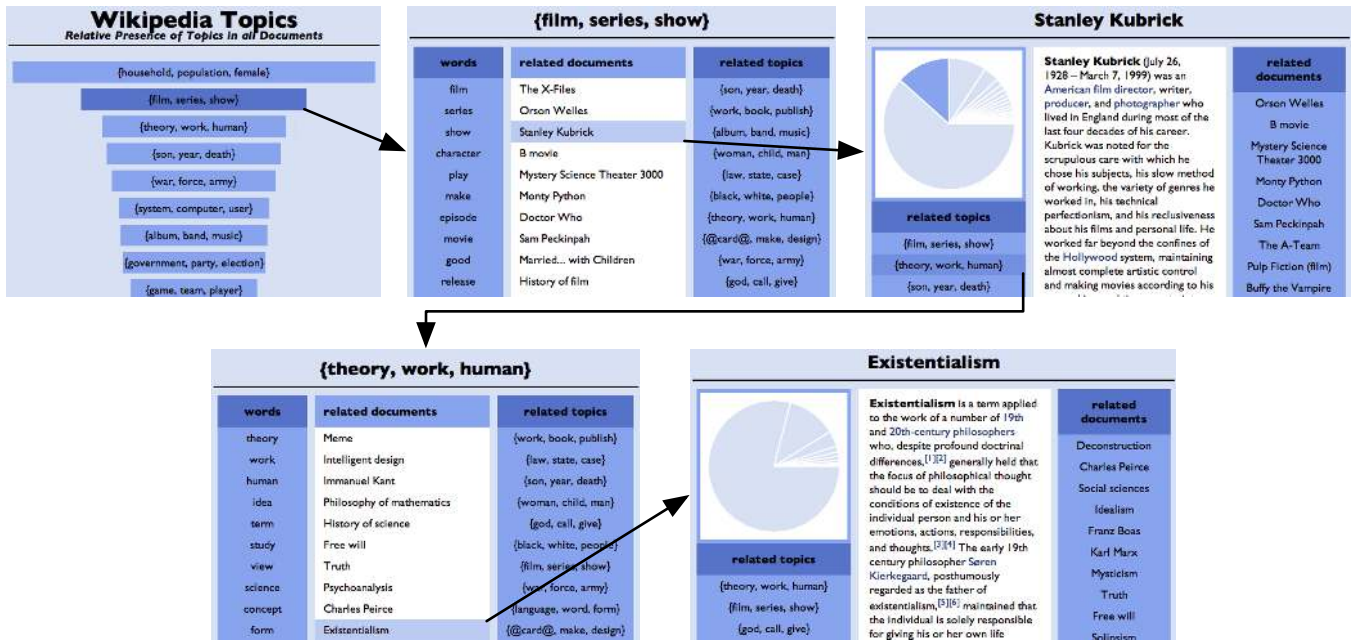 Wikipedia Topics
Relative Presence of Topics in all Documents
{household, population, female}
{film, series, show}
{theory, work, human}
{son, year, death}
{war, force, army}
{system, computer, user}
{album, band, music}
{government, party, election}
{game, team, player}
{film, series, show}
words
film
series
show
character
play
make
episode
movie
good
release
related documents
The X-Files
Orson Welles
Stanley Kubrick
B movie
Mystery Science Theater 3000
Monty Python
Doctor Who
Sam Peckinpah
Married... with Children
History of film
related topics
{son, year, death}
{work, book, publish}
{album, band, music}
{woman, child, man}
{law, state, case}
{black, white, people}
{theory, work, human}
{@card@, make, design}
{war, force, army}
{god, call, give}
Stanley Kubrick
related topics
{film, series, show}
{theory, work, human}
{son, year, death}
Stanley Kubrick (July 26,
1928 – March 7, 1999) was an
American film director, writer,
producer, and photographer who
lived in England during most of the
last four decades of his career.
Kubrick was noted for the
scrupulous care with which he
chose his subjects, his slow method
of working, the variety of genres he
worked in, his technical
perfectionism, and his reclusiveness
about his films and personal life. He
worked far beyond the confines of
the Hollywood system, maintaining
almost complete artistic control
and making movies according to his
related
documents
Orson Welles
B movie
Mystery Science
Theater 3000
Monty Python
Doctor Who
Sam Peckinpah
The A-Team
Pulp Fiction (film)
Buffy the Vampire
{theory, work, human}
words
theory
work
human
idea
term
study
view
science
concept
form
related documents
Meme
Intelligent design
Immanuel Kant
Philosophy of mathematics
History of science
Free will
Truth
Psychoanalysis
Charles Peirce
Existentialism
related topics
{work, book, publish}
{law, state, case}
{son, year, death}
{woman, child, man}
{god, call, give}
{black, white, people}
{film, series, show}
{war, force, army}
{language, word, form}
{@card@, make, design}
Existentialism
related topics
{theory, work, human}
{film, series, show}
{god, call, give}
Existentialism is a term applied
to the work of a number of 19th
and 20th-century philosophers
who, despite profound doctrinal
differences,[1][2] generally held that
the focus of philosophical thought
should be to deal with the
conditions of existence of the
individual person and his or her
emotions, actions, responsibilities,
and thoughts.[3][4] The early 19th
century philosopher Søren
Kierkegaard, posthumously
regarded as the father of
existentialism,[5][6] maintained that
the individual is solely responsible
for giving his or her own life
related
documents
Deconstruction
Charles Peirce
Social sciences
Idealism
Franz Boas
Karl Marx
Mysticism
Truth
Free will
Solipsism